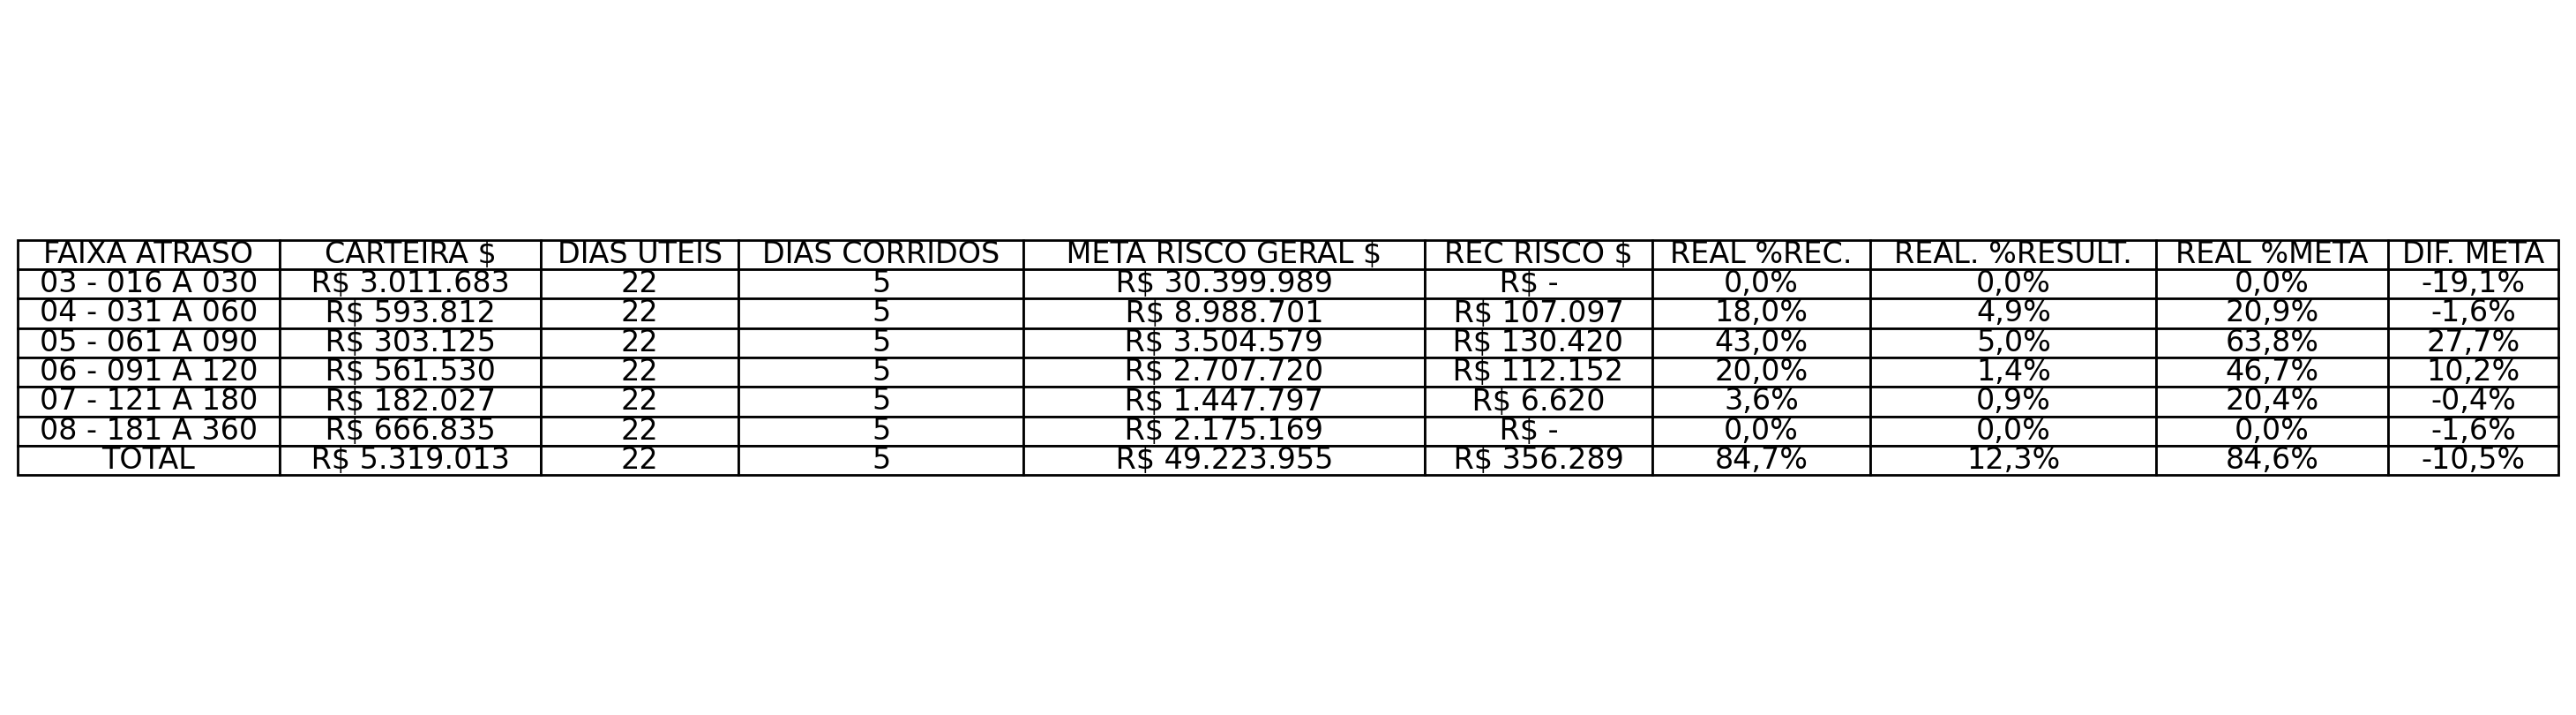 FAIXA ATRASO CARTEIRA $ DIAS UTEIS DIAS CORRIDOS META RISCO GERAL $ REC RISCO $ REAL %REC. REAL. %RESULT. REAL %META DIF. META
03 - 016 A 030 R$ 3.011.683 22 5 R$ 30.399.989 R$ - 0,0% 0,0% 0,0% -19,1%
04 - 031 A 060 R$ 593.812 22 5 R$ 8.988.701 R$ 107.097 18,0% 4,9% 20,9% -1,6%
05 - 061 A 090 R$ 303.125 22 5 R$ 3.504.579 R$ 130.420 43,0% 5,0% 63,8% 27,7%
06 - 091 A 120 R$ 561.530 22 5 R$ 2.707.720 R$ 112.152 20,0% 1,4% 46,7% 10,2%
07 - 121 A 180 R$ 182.027 22 5 R$ 1.447.797 R$ 6.620 3,6% 0,9% 20,4% -0,4%
08 - 181 A 360 R$ 666.835 22 5 R$ 2.175.169 R$ - 0,0% 0,0% 0,0% -1,6%
TOTAL R$ 5.319.013 22 5 R$ 49.223.955 R$ 356.289 84,7% 12,3% 84,6% -10,5%